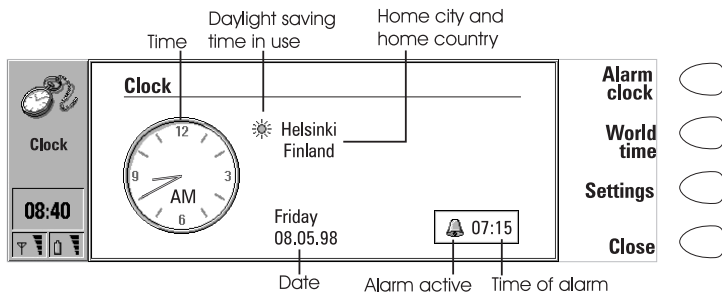 Daylight saving
time in use
Time
Home city and
home country
Clock
08:40
Clock
12
9
3
6
AM
Helsinki
Finland
Friday
08.05.98
07:15
Alarm
clock
World
time
Settings
Close
Date
Alarm active
Time of alarm